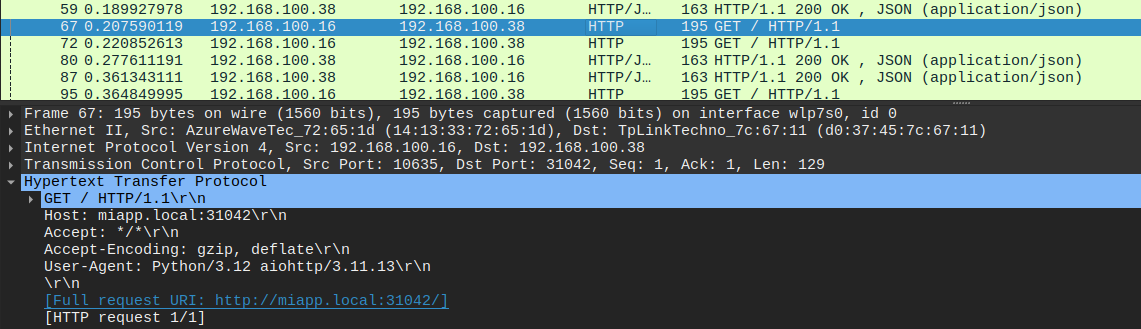 59 0.189927978 192.168.100.38 192.168.100.16 HTTP/J… 163 HTTP/1.1 200 OK , JSON (application/json)
67 0.207590119 192.168.100.16 192.168.100.38 HTTP 195 GET / HTTP/1.1
72 0.220852613 192.168.100.16 192.168.100.38 HTTP 195 GET / HTTP/1.1
80 0.277611191 192.168.100.38 192.168.100.16 HTTP/J… 163 HTTP/1.1 200 OK , JSON (application/json)
87 0.361343111 192.168.100.38 192.168.100.16 HTTP/J… 163 HTTP/1.1 200 OK , JSON (application/json)
95 0.364849995 192.168.100.16 192.168.100.38 HTTP 195 GET / HTTP/1.1
Frame 67: 195 bytes on wire (1560 bits), 195 bytes captured (1560 bits) on interface wlp7s0, id 0
Ethernet II, Src: AzureWaveTec_72:65:1d (14:13:33:72:65:1d), Dst: TpLinkTechno_7c:67:11 (d0:37:45:7c:67:11)
Internet Protocol Version 4, Src: 192.168.100.16, Dst: 192.168.100.38
Transmission Control Protocol, Src Port: 10635, Dst Port: 31042, Seq: 1, Ack: 1, Len: 129
Hypertext Transfer Protocol
GET / HTTP/1.1\r\n
Host: miapp.local:31042\r\n
Accept: */*\r\n
Accept-Encoding: gzip, deflate\r\n
User-Agent: Python/3.12 aiohttp/3.11.13\r\n
\r\n
[Full request URI: http://miapp.local:31042/]
[HTTP request 1/1]